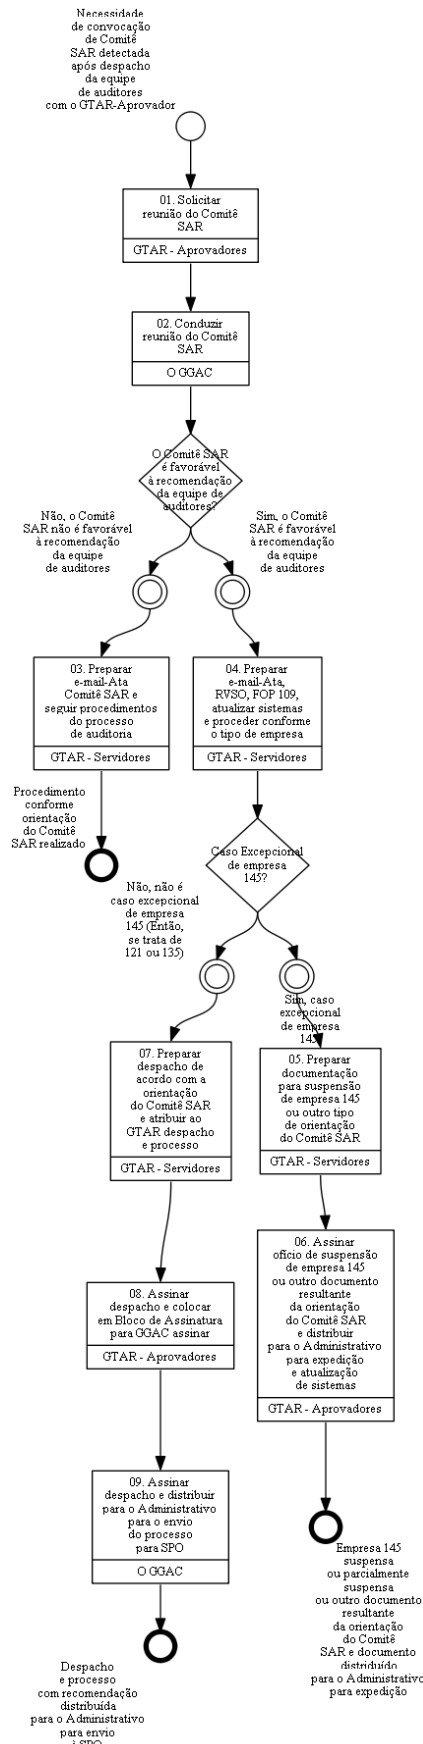 Necessidade
de convocação
de Comitê
SAR detectada
após despacho
da equipe
de auditores
com o GTAR-Aprovador
01. Solicitar
reunião do Comitê
SAR
GTAR - Aprovadores
02. Conduzir
reunião do Comitê
SAR
O GGAC
O Comitê SAR
é favorável
à recomendação
da equipe de
auditores?
Não, o Comitê
SAR não é favorável
à recomendação
da equipe
de auditores
Sim, o Comitê
SAR é favorável
à recomendação
da equipe
de auditores
03. Preparar
e-mail-Ata
Comitê SAR e
seguir procedimentos
do processo
de auditoria
GTAR - Servidores
04. Preparar
e-mail-Ata,
RVSO, FOP 109,
atualizar sistemas
e proceder conforme
o tipo de empresa
GTAR - Servidores
Procedimento
conforme
orientação
do Comitê
SAR realizado
Caso Excepcional
de empresa
145?
Não, não é
caso excepcional
de empresa
145 (Então,
se trata de
121 ou 135)
Sim, caso
excepcional
de empresa
145
07. Preparar
despacho de
acordo com a
orientação
do Comitê SAR
e atribuir ao
GTAR despacho
e processo
GTAR - Servidores
05. Preparar
documentação
para suspensão
de empresa 145
ou outro tipo
de orientação
do Comitê SAR
GTAR - Servidores
06. Assinar
ofício de suspensão
de empresa 145
ou outro documento
resultante
da orientação
do Comitê SAR
e distribuir
para o Administrativo
para expedição
e atualização
de sistemas
GTAR - Aprovadores
08. Assinar
despacho e colocar
em Bloco de Assinatura
para GGAC assinar
GTAR - Aprovadores
09. Assinar
despacho e distribuir
para o Administrativo
para o envio
do processo
para SPO
O GGAC
Empresa 145
suspensa
ou parcialmente
suspensa
ou outro documento
resultante
da orientação
do Comitê
SAR e documento
distriduído
para o Administrativo
para expedição
Despacho
e processo
com recomendação
distribuída
para o Administrativo
para envio
à SPO